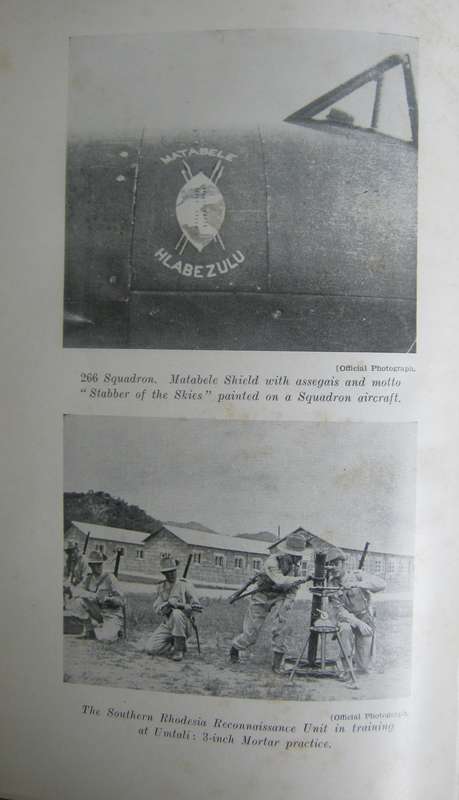 MATABELE
HLABEZULU
[Official Photograph.
266 Squadron. Matabele Shield with assegais and motto
“Stabber of the Skies” painted on a Squadron aircraft.
[Official Photograph.
The Southern Rhodesia Reconnaissance Unit in training
at Umtali: 3-inch Mortar practice.